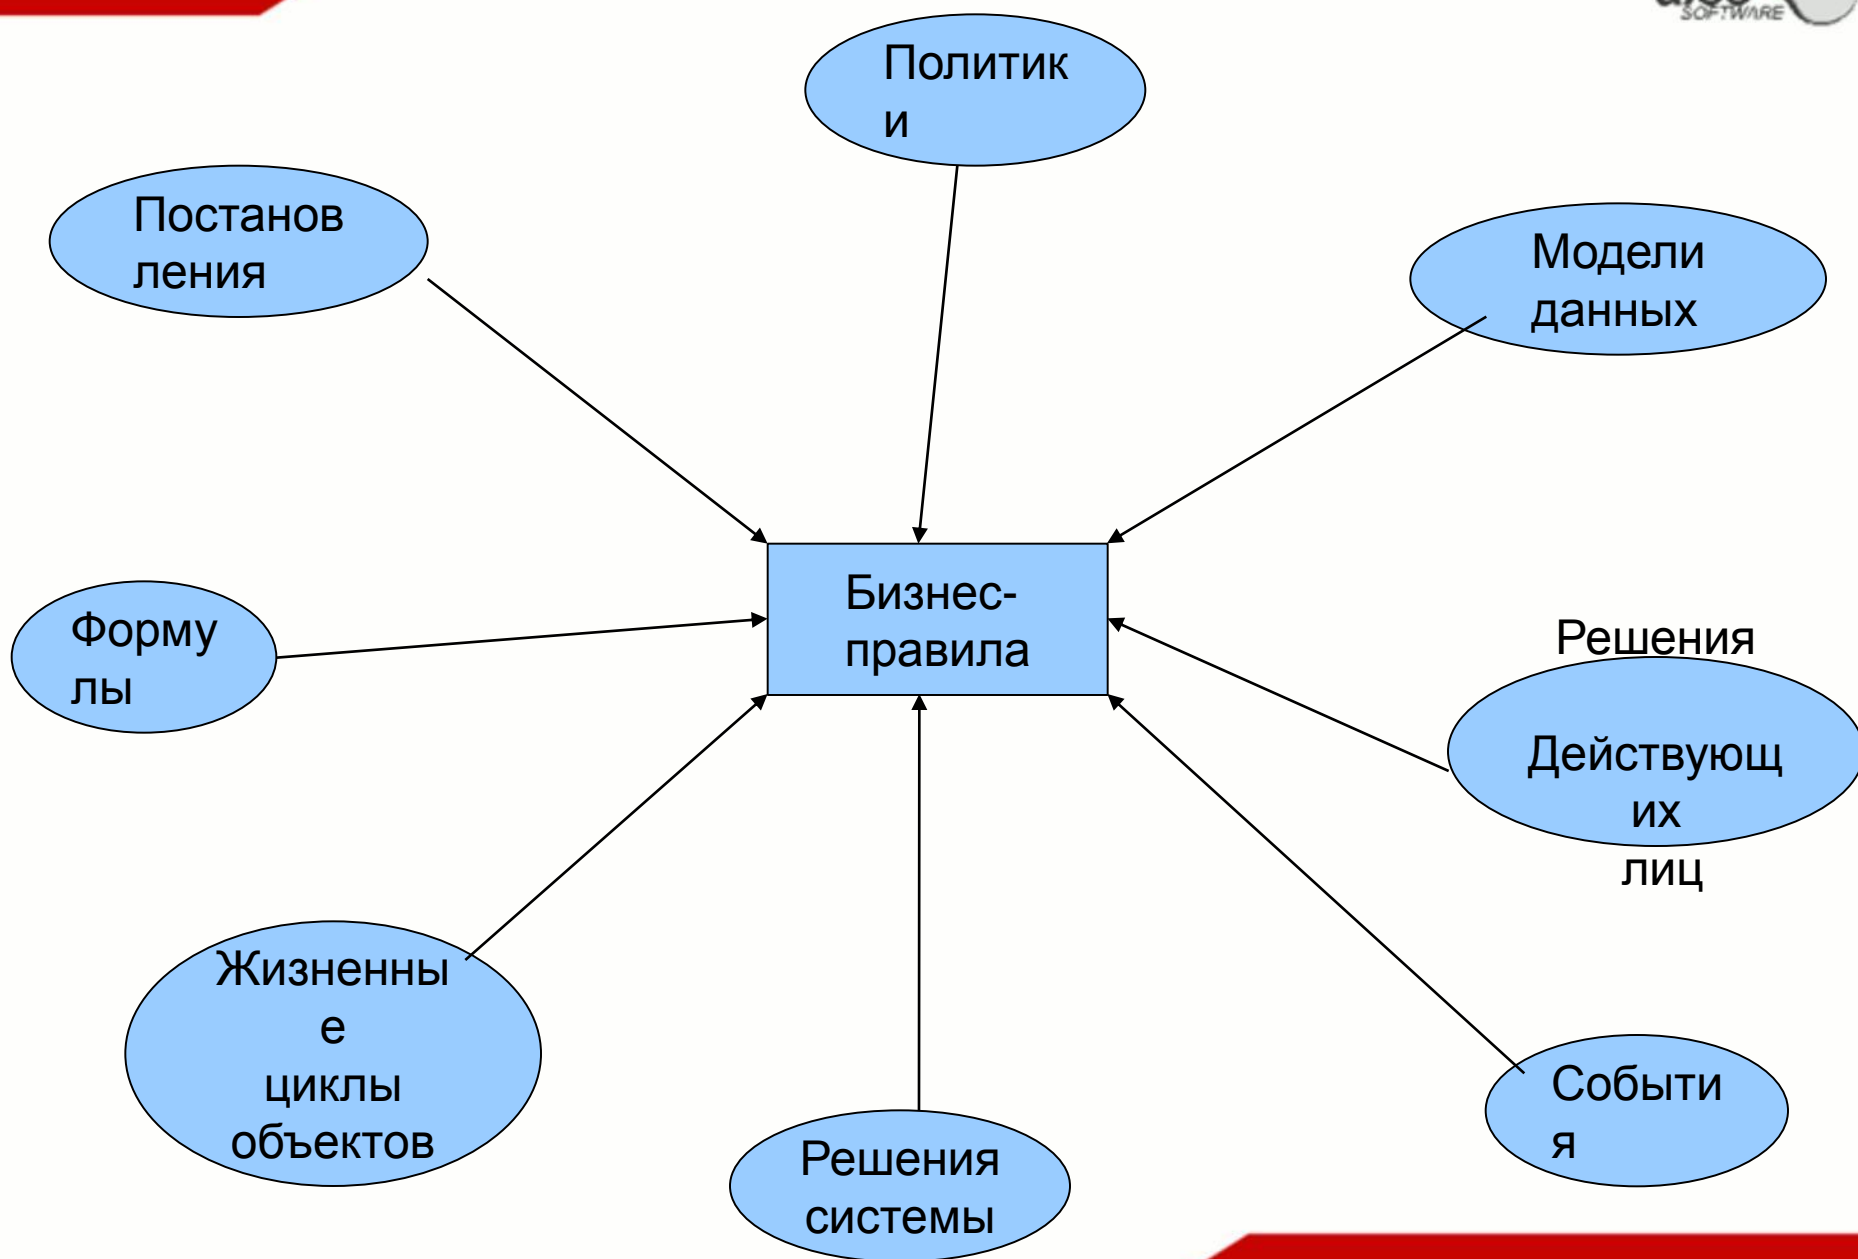 SOFTWARE
Политик
и
Постанов
ления
Модели
данных
Бизнес-
правила
Форму
лы
Решения
Действующ
их
лиц
Жизненны
е
циклы
объектов
Решения
системы
Событи
я